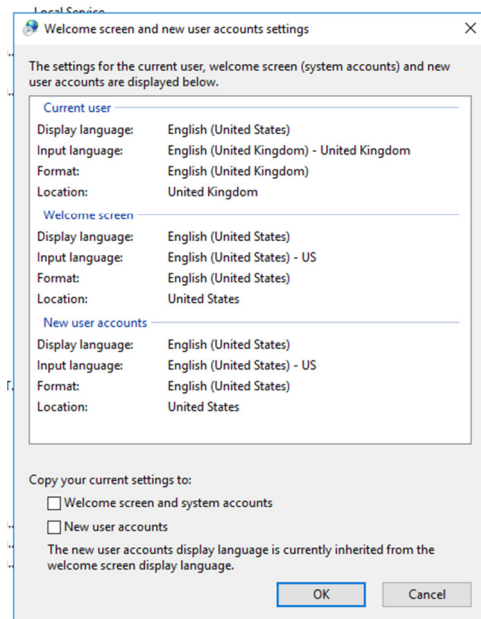 Local Service
Welcome screen and new user accounts settings
The settings for the current user, welcome screen (system accounts) and new
user accounts are displayed below.
Current user
Display language: English (United States)
Input language: English (United Kingdom) - United Kingdom
Format: English (United Kingdom)
Location: United Kingdom
Welcome screen
Display language: English (United States)
Input language: English (United States) - US
Format: English (United States)
Location: United States
New user accounts
Display language: English (United States)
Input language: English (United States) - US
Format: English (United States)
Location: United States
Copy your current settings to:
Welcome screen and system accounts
New user accounts
The new user accounts display language is currently inherited from the
welcome screen display language.
OK Cancel